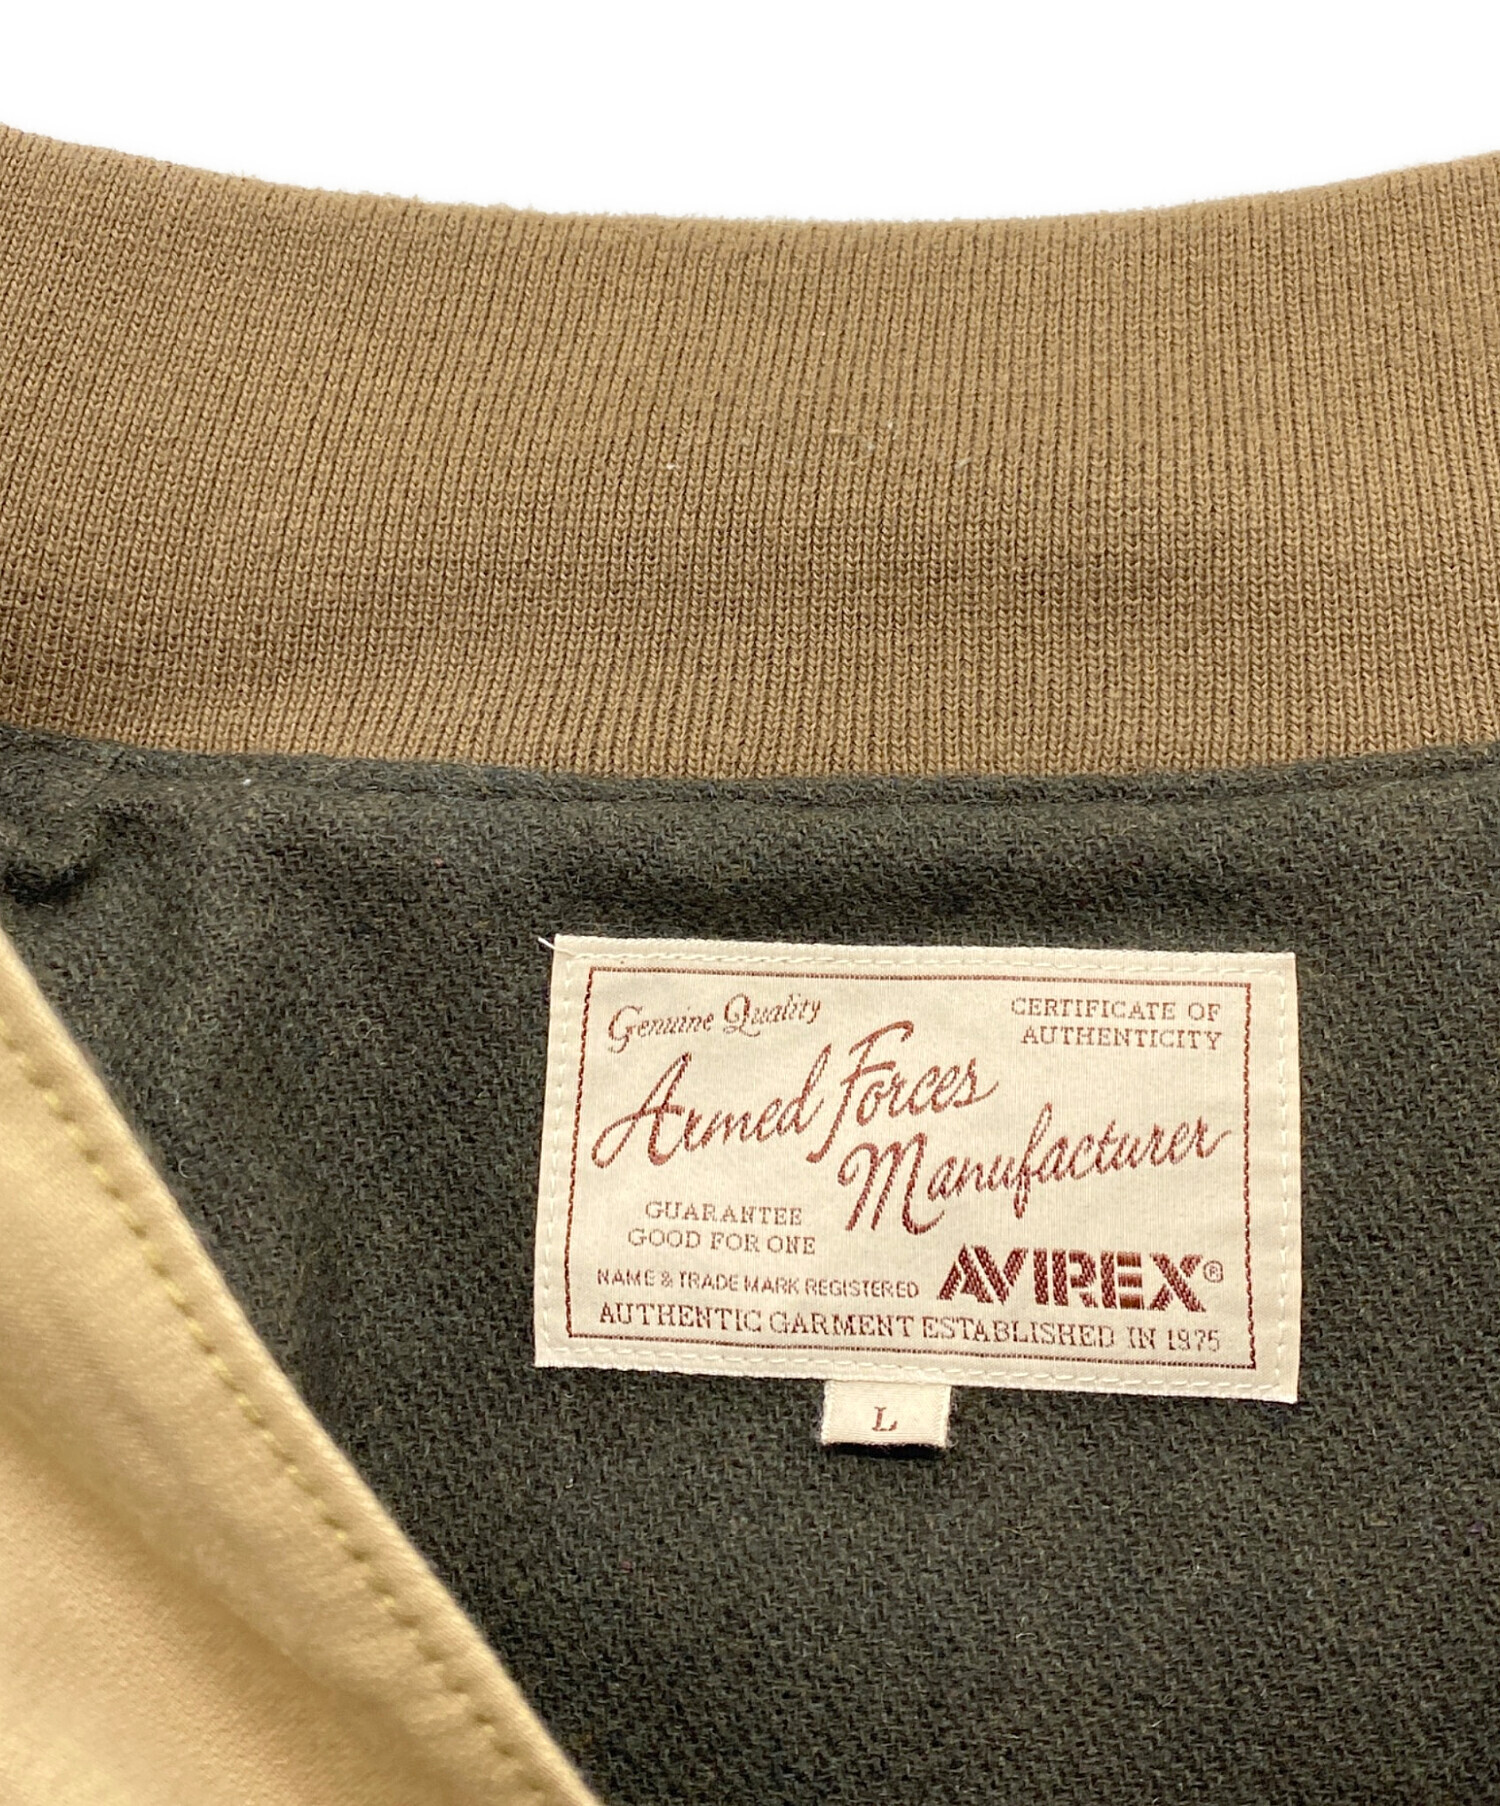 Genuine Quality
CERTIFICATE OF
AUTHENTICITY
Armed Forces
Manufacturer
GUARANTEE
GOOD FOR ONE
NAME & TRADE MARK REGISTERED
AVIREX®
AUTHENTIC GARMENT ESTABLISHED IN 1975
L